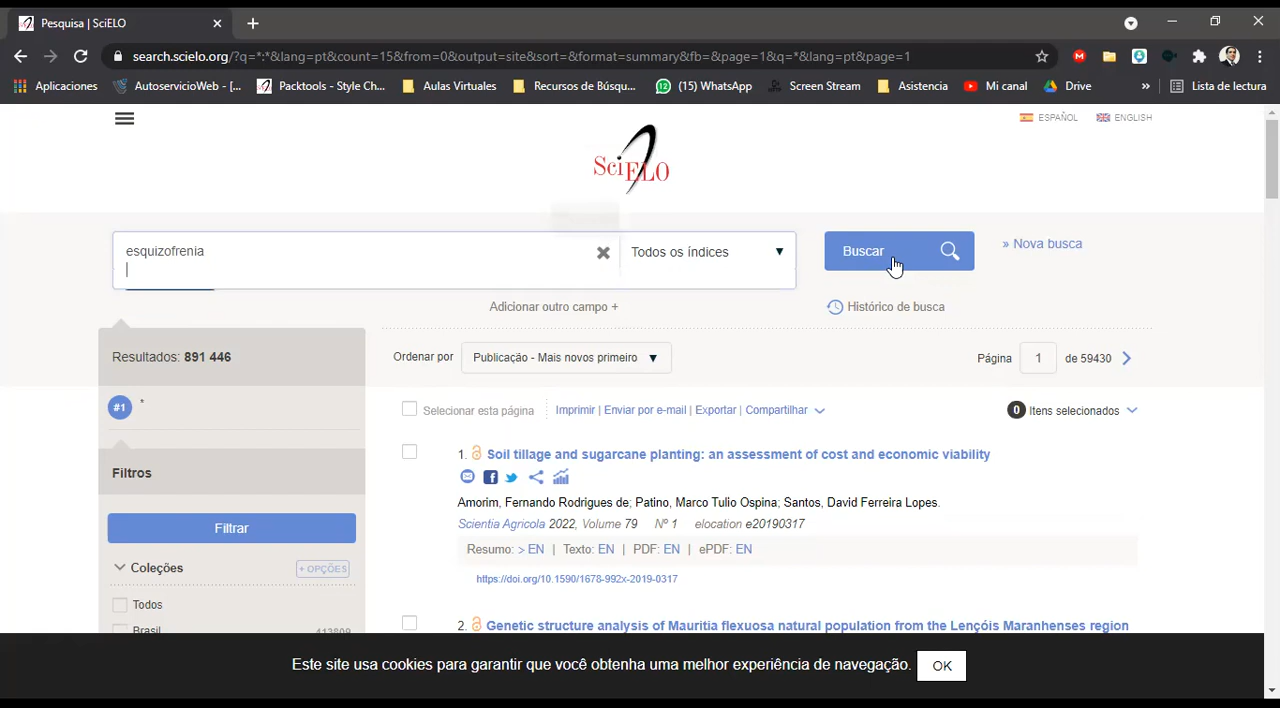 Pesquisa | SciELO
search.scielo.org/?q=*:*&lang=pt&count=15&from=0&output=site&sort=&format=summary&fb=&page=1&q=*&lang=pt&page=1
Aplicaciones
AutoservicioWeb - [...
Packtools - Style Ch...
Aulas Virtuales
Recursos de Búsqu...
(15) WhatsApp
Screen Stream
Asistencia
Mi canal
Drive
»
Lista de lectura
ESPAÑOL
ENGLISH
SciELO
esquizofrenia
Todos os índices
Buscar
» Nova busca
Adicionar outro campo +
Histórico de busca
Resultados: 891 446
Ordenar por
Publicação - Mais novos primeiro
Página 1 de 59430
#1 *
Selecionar esta página
Imprimir | Enviar por e-mail | Exportar | Compartilhar
0 Itens selecionados
1. Soil tillage and sugarcane planting: an assessment of cost and economic viability
Filtros
Amorim, Fernando Rodrigues de; Patino, Marco Tulio Ospina; Santos, David Ferreira Lopes.
Scientia Agricola 2022, Volume 79 Nº 1 elocation e20190317
Filtrar
Resumo: > EN | Texto: EN | PDF: EN | ePDF: EN
Coleções
+ OPÇÕES
https://doi.org/10.1590/1678-992x-2019-0317
Todos
2. Genetic structure analysis of Mauritia flexuosa natural population from the Lençóis Maranhenses region
Brasil 413809
Este site usa cookies para garantir que você obtenha uma melhor experiência de navegação.
OK